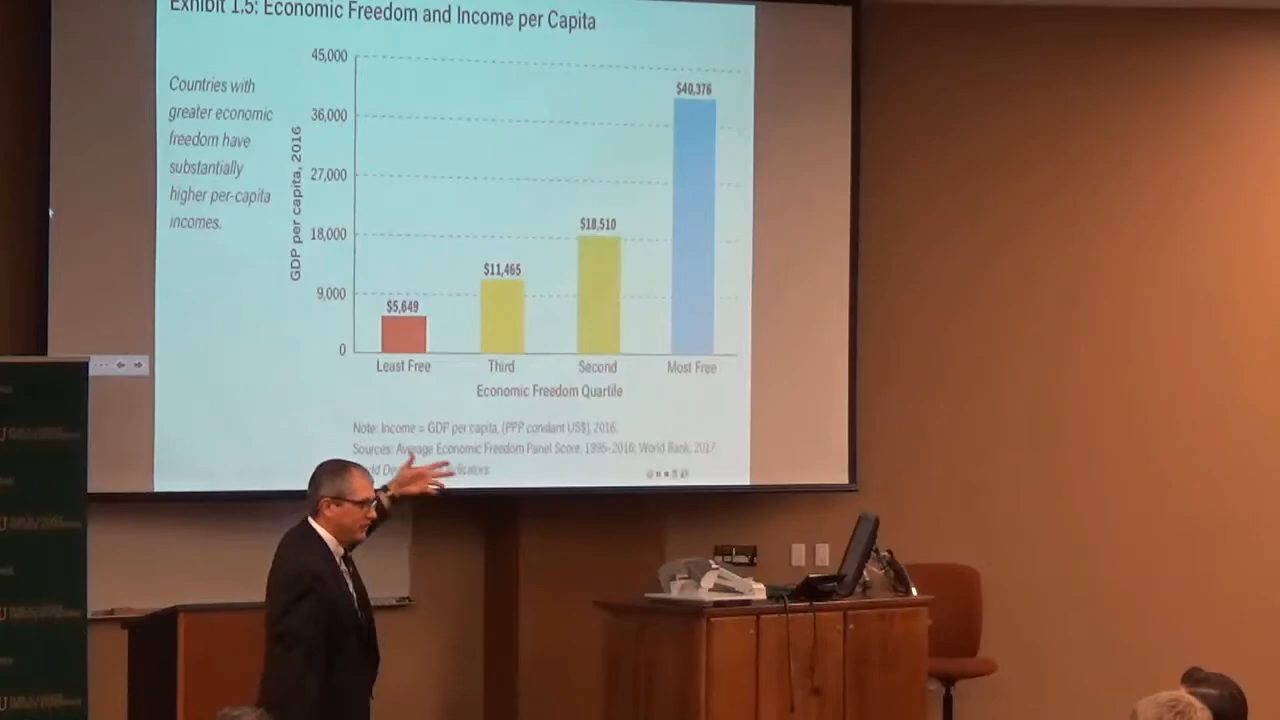 Exhibit 1.5: Economic Freedom and Income per Capita
Countries with
greater economic
freedom have
substantially
higher per-capita
incomes.
GDP per capita, 2016
45,000
36,000
27,000
18,000
9,000
0
$5,649
$11,465
$18,510
$40,376
Least Free
Third
Second
Most Free
Economic Freedom Quartile
Note: Income = GDP per capita, (PPP constant US$), 2016.
Sources: Average Economic Freedom Panel Score, 1995-2016; World Bank, 2017